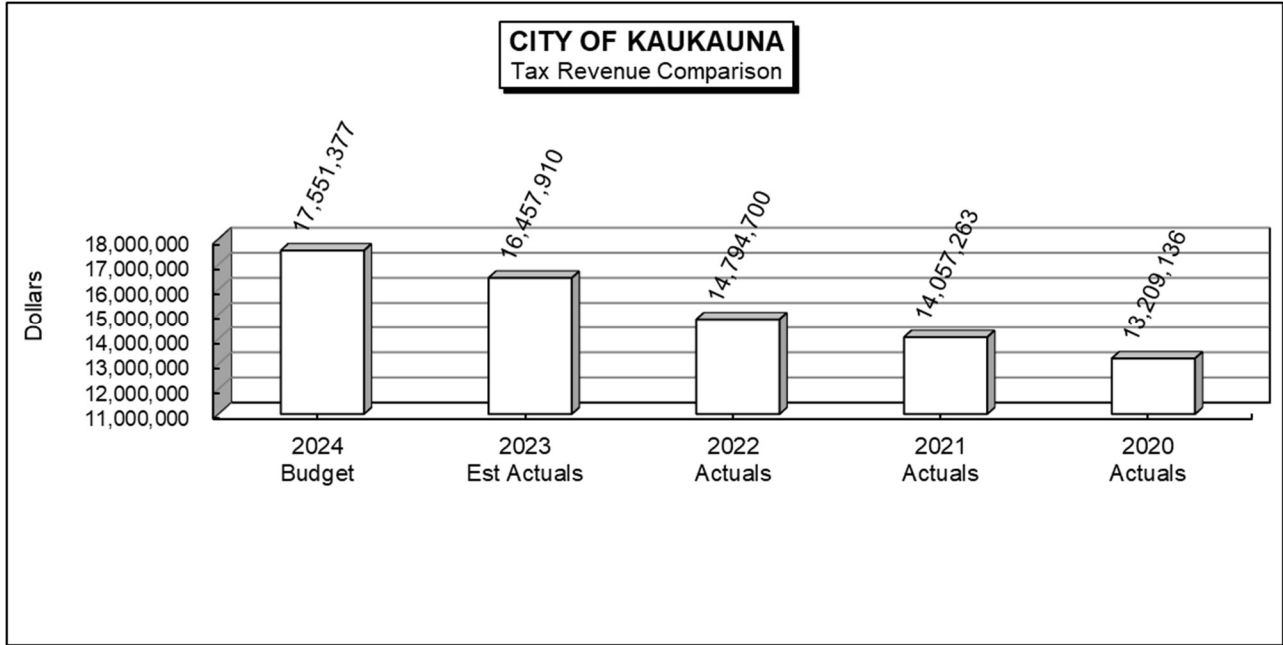 CITY OF KAUKAUNA
Tax Revenue Comparison
17,551,377
16,457,910
14,794,700
14,057,263
13,209,136
Dollars
18,000,000
17,000,000
16,000,000
15,000,000
14,000,000
13,000,000
12,000,000
11,000,000
2024
Budget
2023
Est Actuals
2022
Actuals
2021
Actuals
2020
Actuals